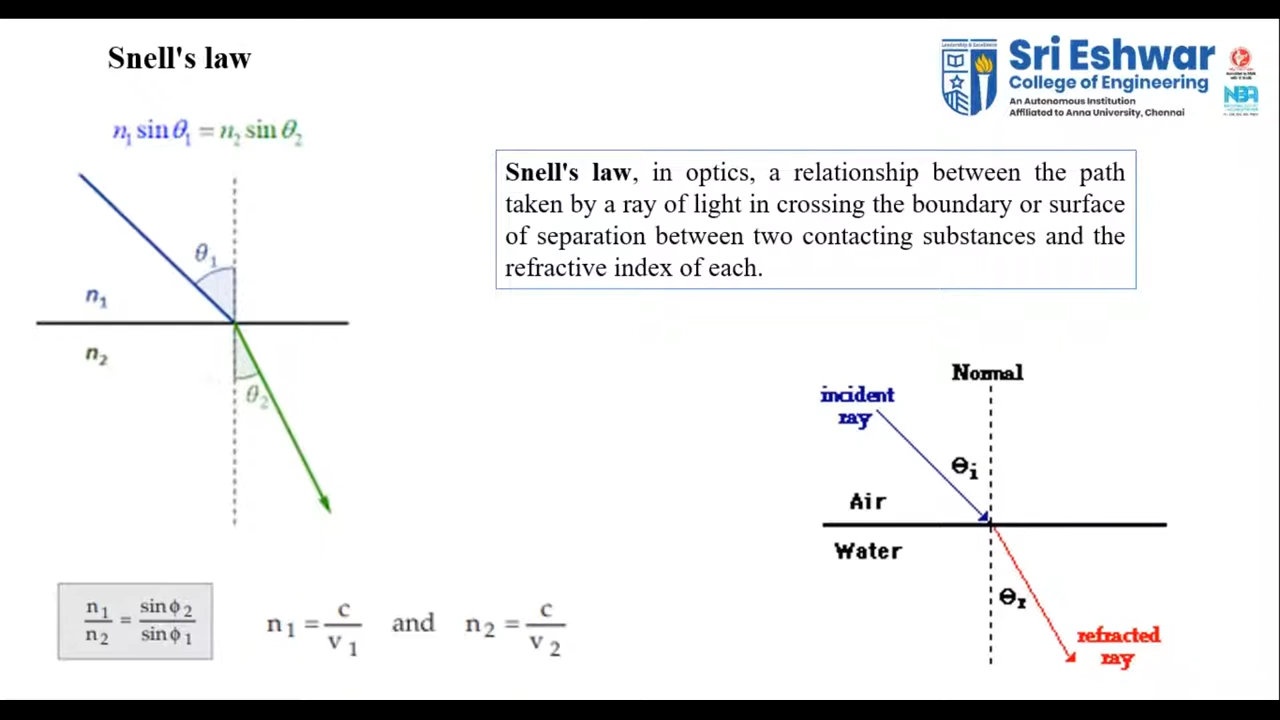 Snell's law
Sri Eshwar
College of Engineering
An Autonomous Institution
Affiliated to Anna University, Chennai
NBA
n₁ sin θ₁ = n₂ sin θ₂
Snell's law, in optics, a relationship between the path
taken by a ray of light in crossing the boundary or surface
of separation between two contacting substances and the
refractive index of each.
θ₁
n₁
n₂
θ₂
Normal
incident
ray
Θi
Air
Water
Θr
refracted
ray
n₁/n₂ = sin ϕ₂/sin ϕ₁
n₁ = c/v₁ and n₂ = c/v₂